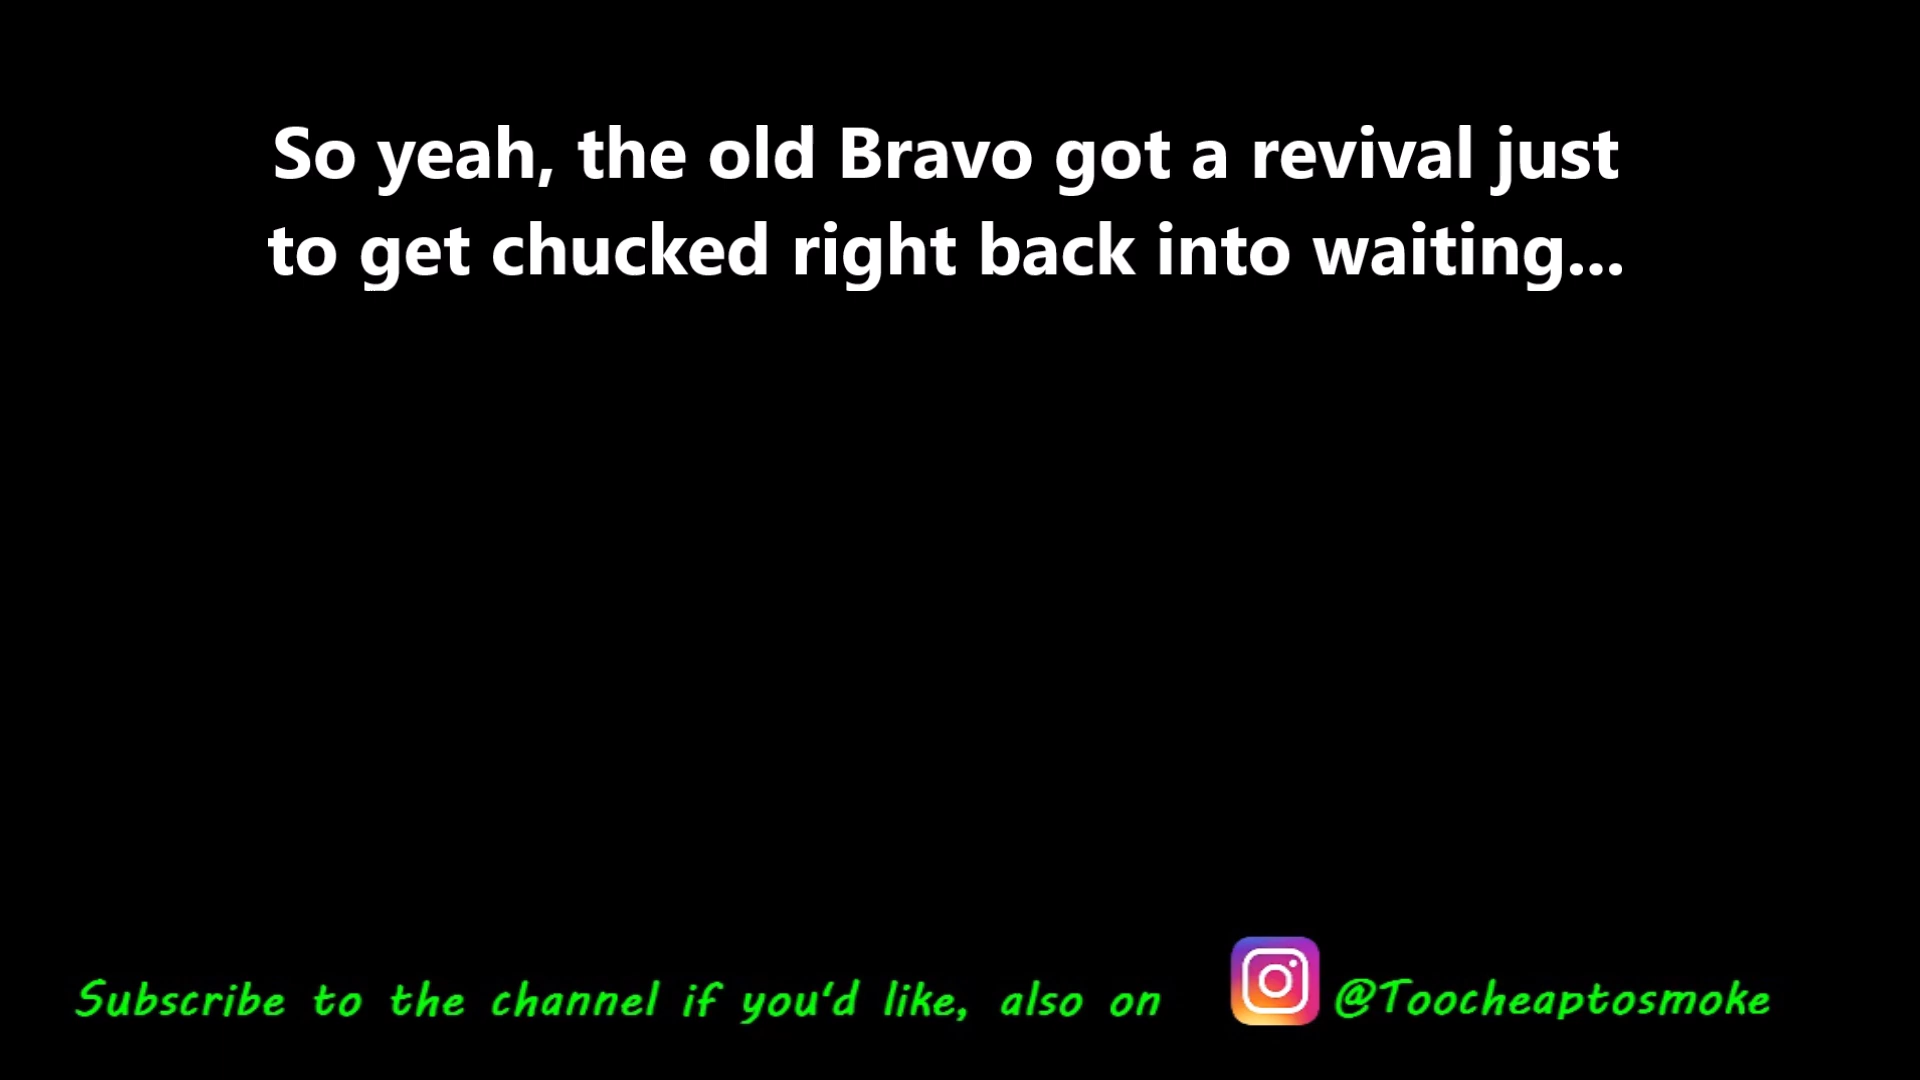 So yeah, the old Bravo got a revival just
to get chucked right back into waiting...
Subscribe to the channel if you'd like, also on @Toocheaptosmoke